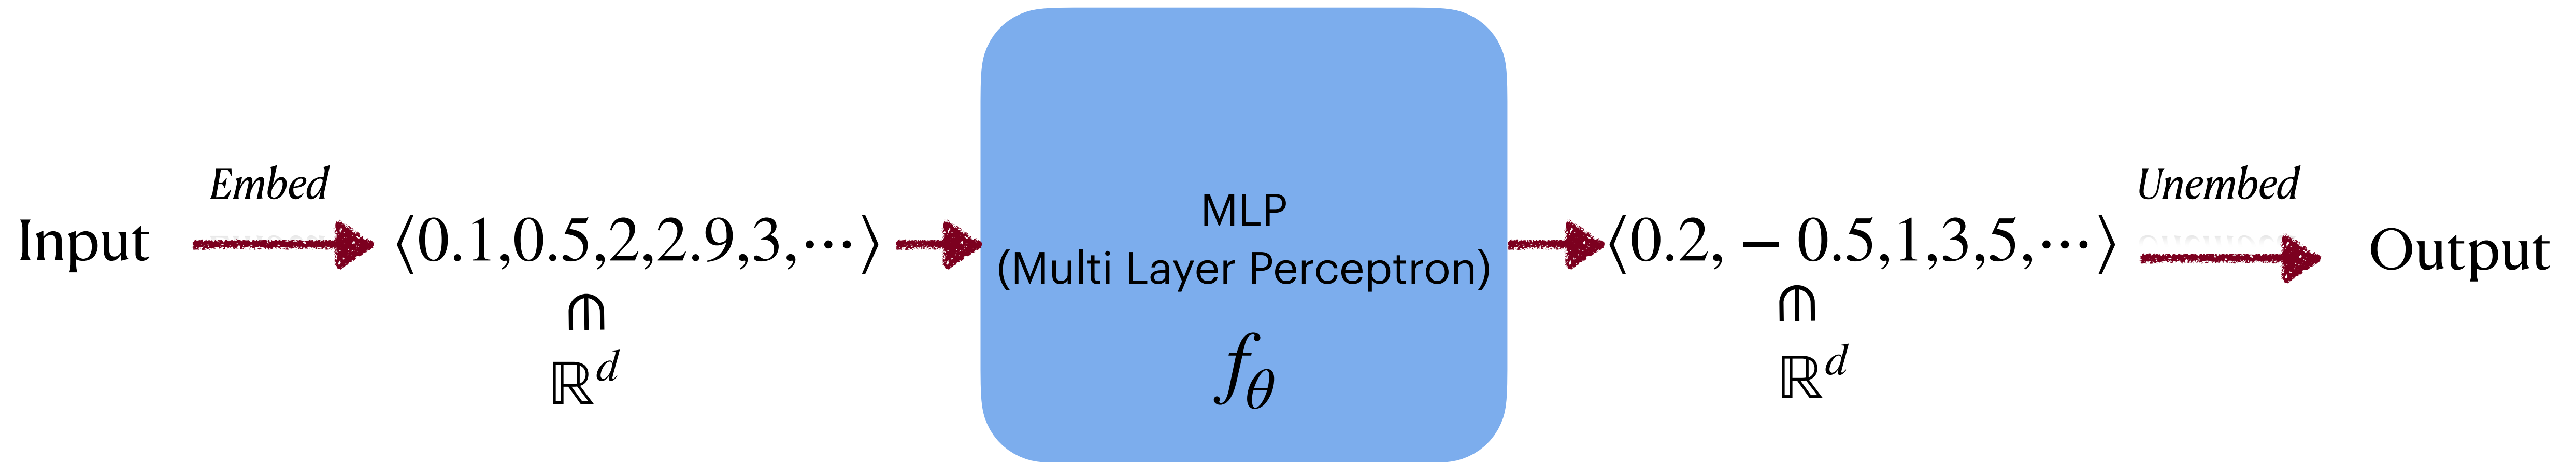 Input
Embed
⟨0.1,0.5,2,2.9,3,⋯⟩
∈
ℝ^d
MLP
(Multi Layer Perceptron)
f_θ
⟨0.2, − 0.5,1,3,5,⋯⟩
∈
ℝ^d
Unembed
Output